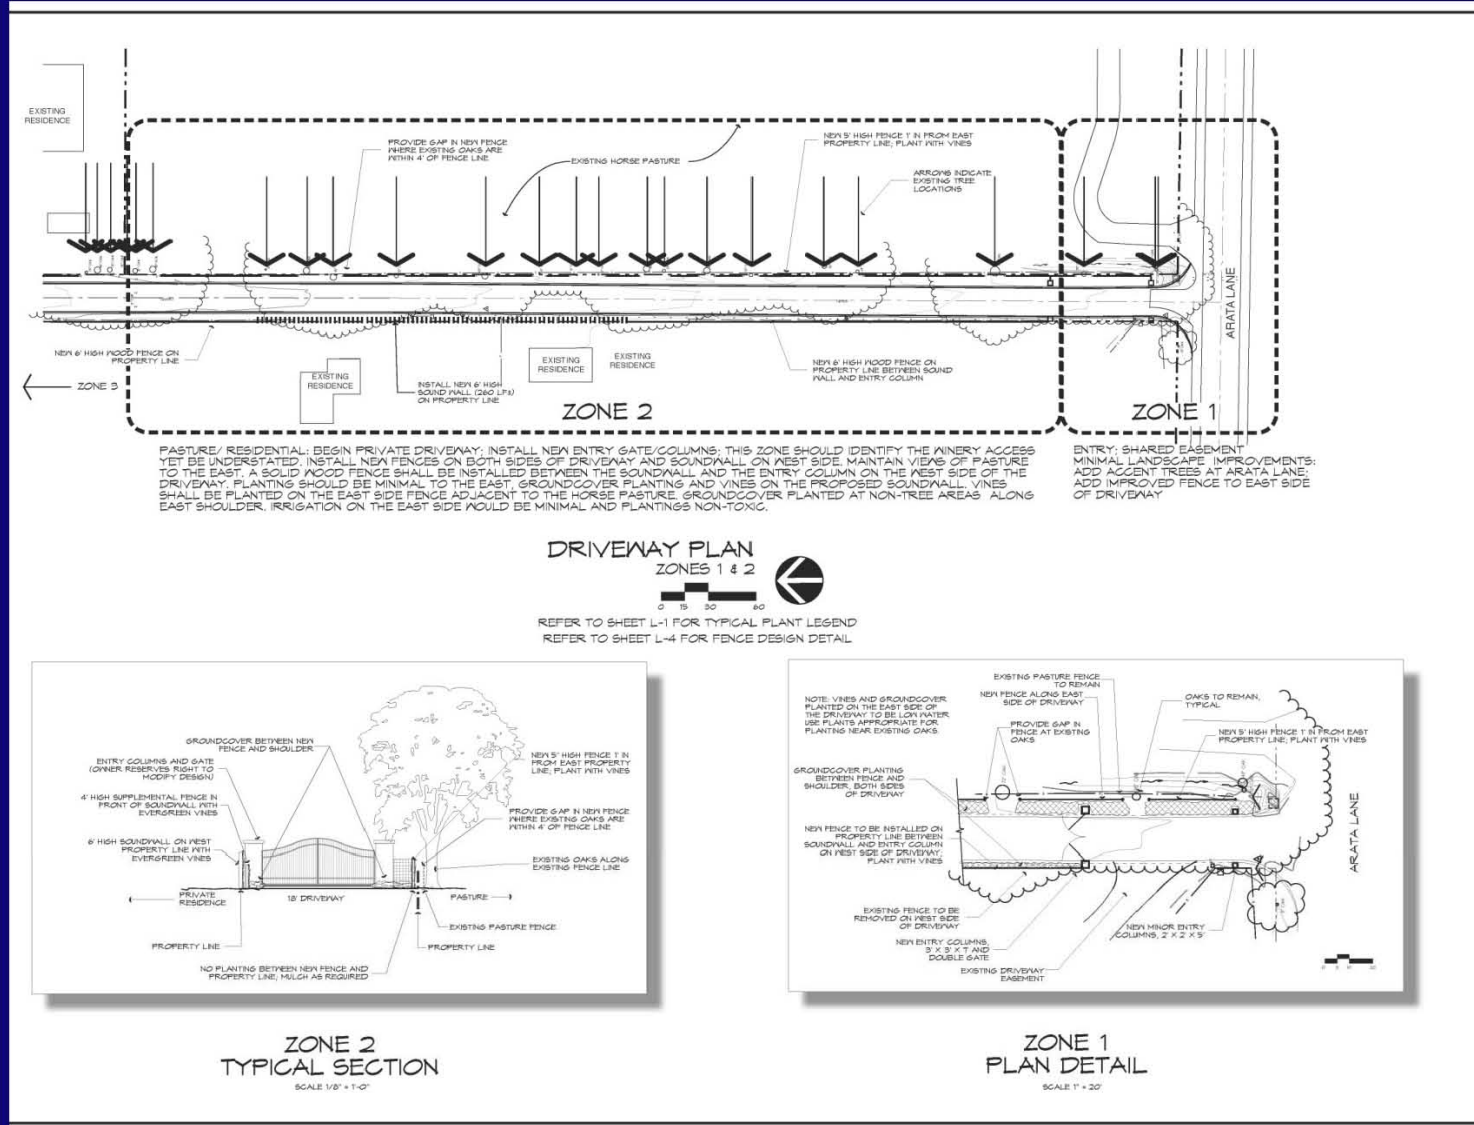 EXISTING
RESIDENCE
PROVIDE GAP IN NEW FENCE
WHERE EXISTING OAKS ARE
WITHIN 4' OF FENCE LINE
EXISTING HORSE PASTURE
NEW 5' HIGH FENCE 1' IN FROM EAST
PROPERTY LINE; PLANT WITH VINES
ARROWS INDICATE
EXISTING TREE
LOCATIONS
ARATA LANE
NEW 6' HIGH WOOD FENCE ON
PROPERTY LINE
ZONE 3
EXISTING
RESIDENCE
INSTALL NEW 6' HIGH
SOUND WALL (260 LF±)
ON PROPERTY LINE
EXISTING
RESIDENCE
EXISTING
RESIDENCE
NEW 6' HIGH WOOD FENCE ON
PROPERTY LINE BETWEEN SOUND
WALL AND ENTRY COLUMN
ZONE 2
ZONE 1
PASTURE/ RESIDENTIAL: BEGIN PRIVATE DRIVEWAY; INSTALL NEW ENTRY GATE/COLUMNS; THIS ZONE SHOULD IDENTIFY THE WINERY ACCESS
YET BE UNDERSTATED. INSTALL NEW FENCES ON BOTH SIDES OF DRIVEWAY AND SOUNDWALL ON WEST SIDE. MAINTAN VIEWS OF PASTURE
TO THE EAST. A SOLID WOOD FENCE SHALL BE INSTALLED BETWEEN THE SOUNDWALL AND THE ENTRY COLUMN ON THE WEST SIDE OF THE
DRIVEWAY. PLANTING SHOULD BE MINIMAL TO THE EAST, GROUNDCOVER PLANTING AND VINES ON THE PROPOSED SOUNDWALL. VINES
SHALL BE PLANTED ON THE EAST SIDE FENCE ADJACENT TO THE HORSE PASTURE. GROUNDCOVER PLANTED AT NON-TREE AREAS ALONG
EAST SHOULDER. IRRIGATION ON THE EAST SIDE WOULD BE MINIMAL AND PLANTINGS NON-TOXIC.
ENTRY; SHARED EASEMENT
MINIMAL LANDSCAPE IMPROVEMENTS;
ADD ACCENT TREES AT ARATA LANE;
ADD IMPROVED FENCE TO EAST SIDE
OF DRIVEWAY
DRIVEWAY PLAN
ZONES 1 & 2
0 15 30 60
REFER TO SHEET L-1 FOR TYPICAL PLANT LEGEND
REFER TO SHEET L-4 FOR FENCE DESIGN DETAIL
GROUNDCOVER BETWEEN NEW
FENCE AND SHOULDER
ENTRY COLUMNS AND GATE
(OWNER RESERVES RIGHT TO
MODIFY DESIGN)
4' HIGH SUPPLEMENTAL FENCE IN
FRONT OF SOUNDWALL WITH
EVERGREEN VINES
6' HIGH SOUNDWALL ON WEST
PROPERTY LINE WITH
EVERGREEN VINES
NEW 5' HIGH FENCE 1' IN
FROM EAST PROPERTY
LINE; PLANT WITH VINES
PROVIDE GAP IN NEW FENCE
WHERE EXISTING OAKS ARE
WITHIN 4' OF FENCE LINE
EXISTING OAKS ALONG
EXISTING FENCE LINE
PRIVATE
RESIDENCE
18' DRIVEWAY
PASTURE
EXISTING PASTURE FENCE
PROPERTY LINE
PROPERTY LINE
NO PLANTING BETWEEN NEW FENCE AND
PROPERTY LINE; MULCH AS REQUIRED
ZONE 2
TYPICAL SECTION
SCALE 1/8" = 1'-0"
NOTE: VINES AND GROUNDCOVER
PLANTED ON THE EAST SIDE OF
THE DRIVEWAY TO BE LOW WATER
USE PLANTS APPROPRIATE FOR
PLANTING NEAR EXISTING OAKS.
EXISTING PASTURE FENCE
TO REMAIN
NEW FENCE ALONG EAST
SIDE OF DRIVEWAY
OAKS TO REMAIN,
TYPICAL
PROVIDE GAP IN
FENCE AT EXISTING
OAKS
NEW 5' HIGH FENCE 1' IN FROM EAST
PROPERTY LINE; PLANT WITH VINES
GROUNDCOVER PLANTING
BETWEEN FENCE AND
SHOULDER, BOTH SIDES
OF DRIVEWAY
NEW FENCE TO BE INSTALLED ON
PROPERTY LINE BETWEEN
SOUNDWALL AND ENTRY COLUMN
ON WEST SIDE OF DRIVEWAY;
PLANT WITH VINES
ARATA LANE
EXISTING FENCE TO BE
REMOVED ON WEST SIDE
OF DRIVEWAY
NEW ENTRY COLUMNS,
3' X 3' X 7' AND
DOUBLE GATE
EXISTING DRIVEWAY
EASEMENT
NEW MINOR ENTRY
COLUMNS, 2' X 2' X 5'
ZONE 1
PLAN DETAIL
SCALE 1" = 20'